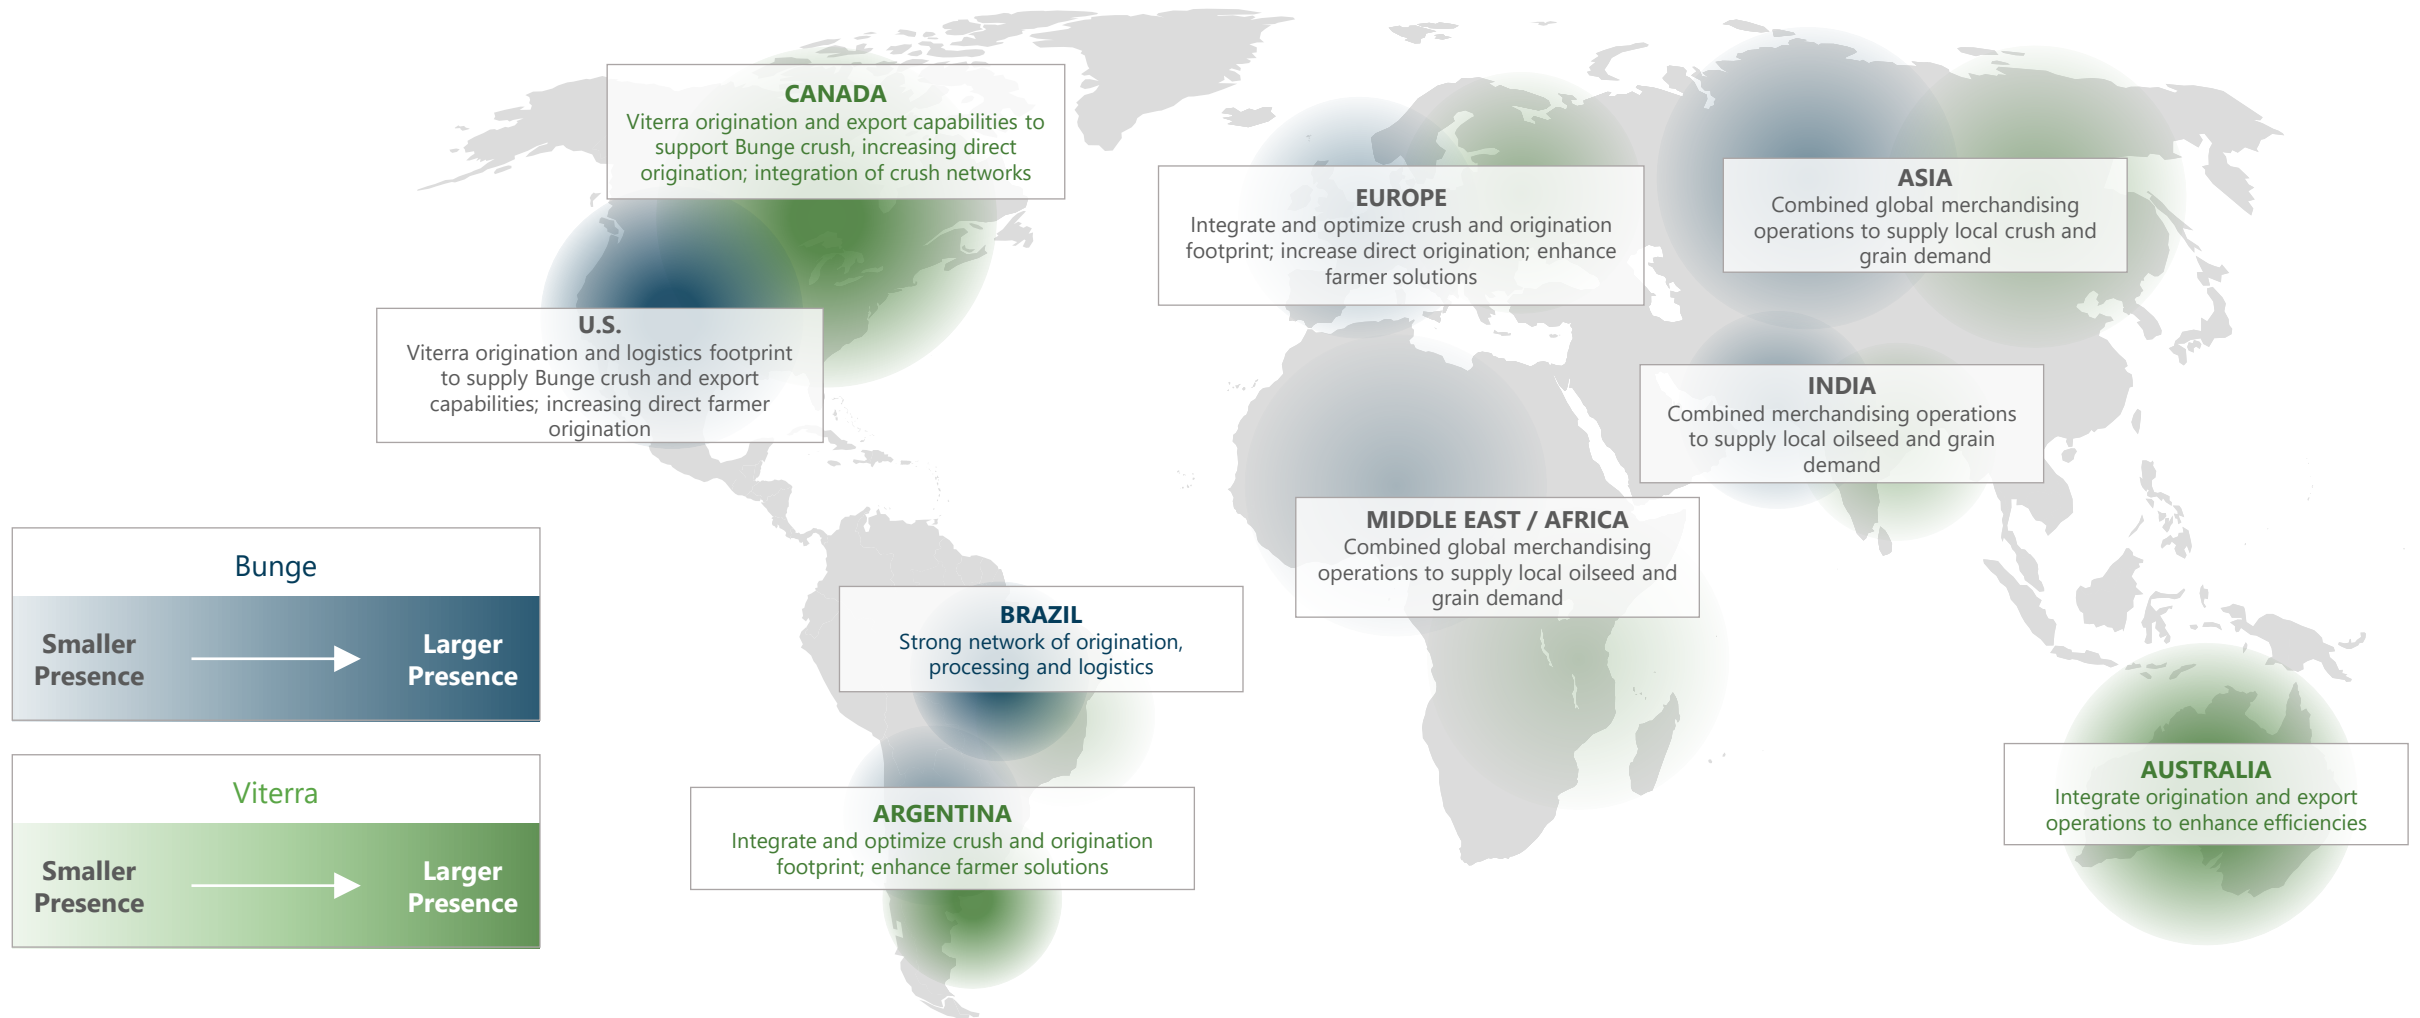 CANADA
Viterra origination and export capabilities to
support Bunge crush, increasing direct
origination; integration of crush networks
U.S.
Viterra origination and logistics footprint
to supply Bunge crush and export
capabilities; increasing direct farmer
origination
EUROPE
Integrate and optimize crush and origination
footprint; increase direct origination; enhance
farmer solutions
ASIA
Combined global merchandising
operations to supply local crush and
grain demand
INDIA
Combined merchandising operations
to supply local oilseed and grain
demand
MIDDLE EAST / AFRICA
Combined global merchandising
operations to supply local oilseed and
grain demand
BRAZIL
Strong network of origination,
processing and logistics
ARGENTINA
Integrate and optimize crush and origination
footprint; enhance farmer solutions
AUSTRALIA
Integrate origination and export
operations to enhance efficiencies
Bunge
Smaller
Presence
Larger
Presence
Viterra
Smaller
Presence
Larger
Presence